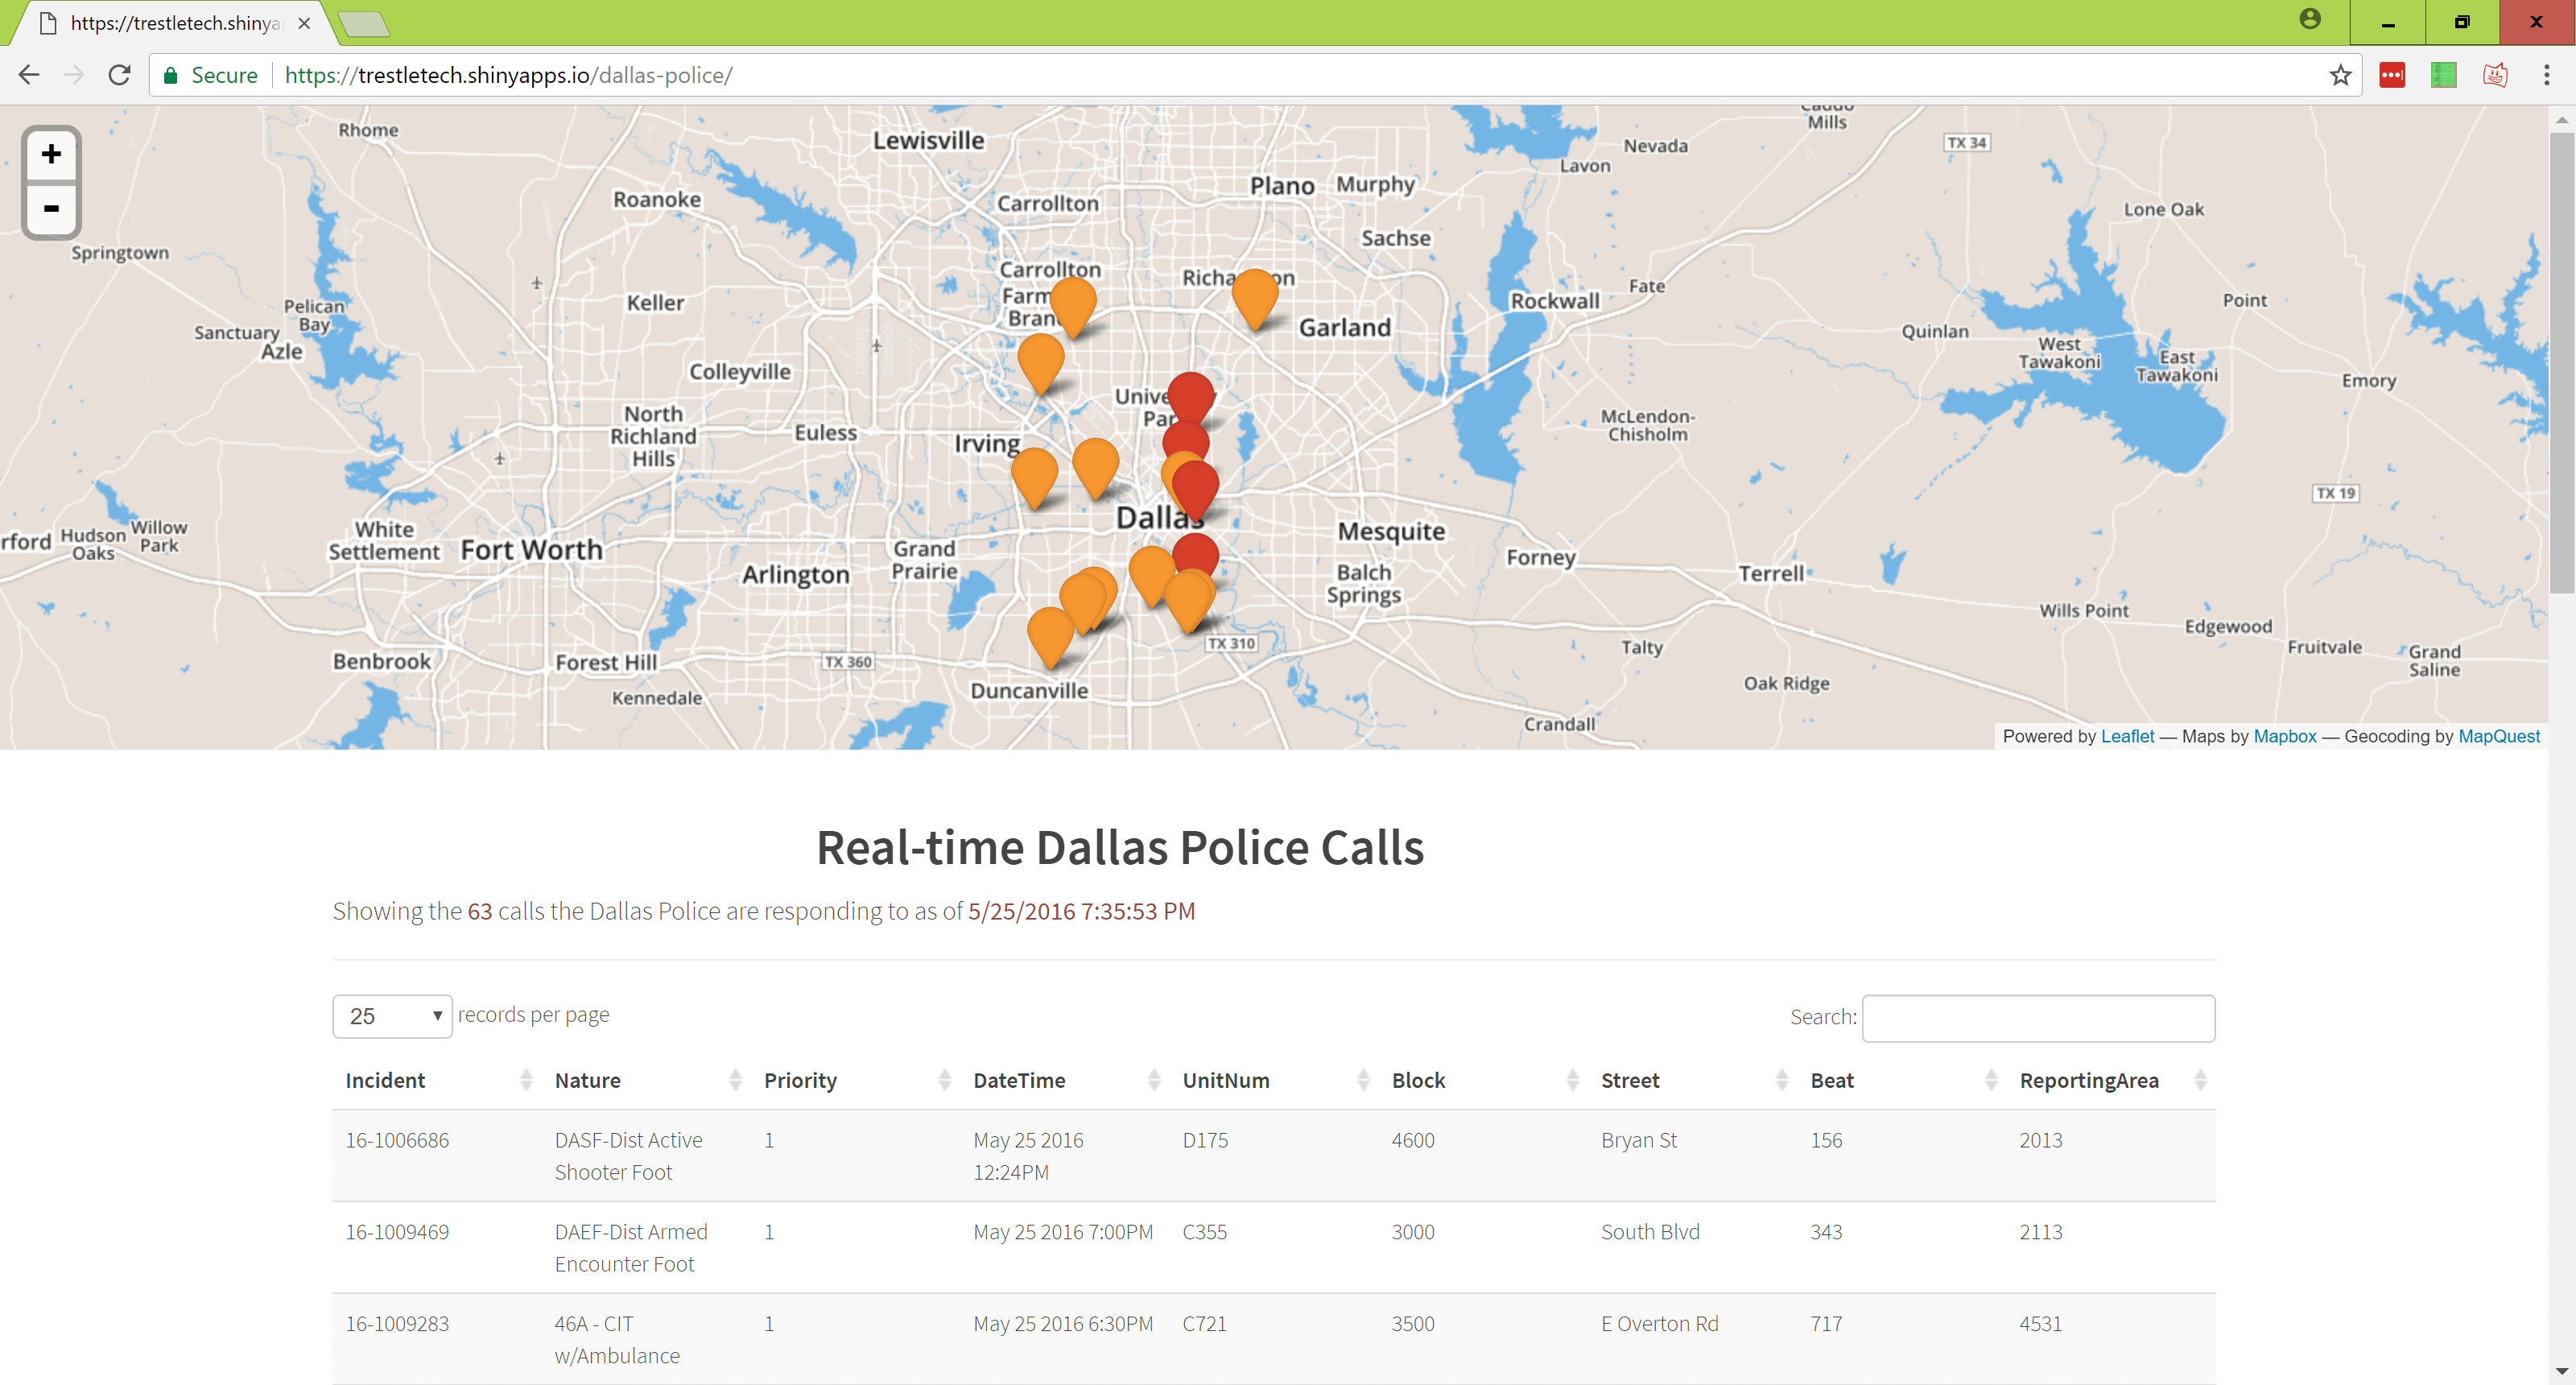 https://trestletech.shinya
Secure
https://trestletech.shinyapps.io/dallas-police/
+
-
Rhome
Lewisville
Caddo
Mills
TX 34
Nevada
Lavon
Plano
Murphy
Roanoke
Carrollton
Lone Oak
Sachse
Springtown
Carrollton
Fate
Point
Keller
Rockwall
Pelican
Bay
Garland
Sanctuary
Azle
Quinlan
West
Tawakoni
East
Tawakoni
Colleyville
Emory
North
Richland
Hills
McLendon-
Chisholm
Euless
Irving
TX 19
Dallas
Hudson
Oaks
Willow
Park
White
Settlement
Fort Worth
Mesquite
Grand
Prairie
Forney
Arlington
Balch
Springs
Terrell
Wills Point
Edgewood
TX 310
Benbrook
Forest Hill
TX 360
Talty
Fruitvale
Grand
Saline
Duncanville
Kennedale
Oak Ridge
Crandall
Powered by Leaflet — Maps by Mapbox — Geocoding by MapQuest
Real-time Dallas Police Calls
Showing the 63 calls the Dallas Police are responding to as of 5/25/2016 7:35:53 PM
25 records per page
Search:
Incident Nature Priority DateTime UnitNum Block Street Beat ReportingArea
16-1006686 DASF-Dist Active Shooter Foot 1 May 25 2016 12:24PM D175 4600 Bryan St 156 2013
16-1009469 DAEF-Dist Armed Encounter Foot 1 May 25 2016 7:00PM C355 3000 South Blvd 343 2113
16-1009283 46A - CIT w/Ambulance 1 May 25 2016 6:30PM C721 3500 E Overton Rd 717 4531